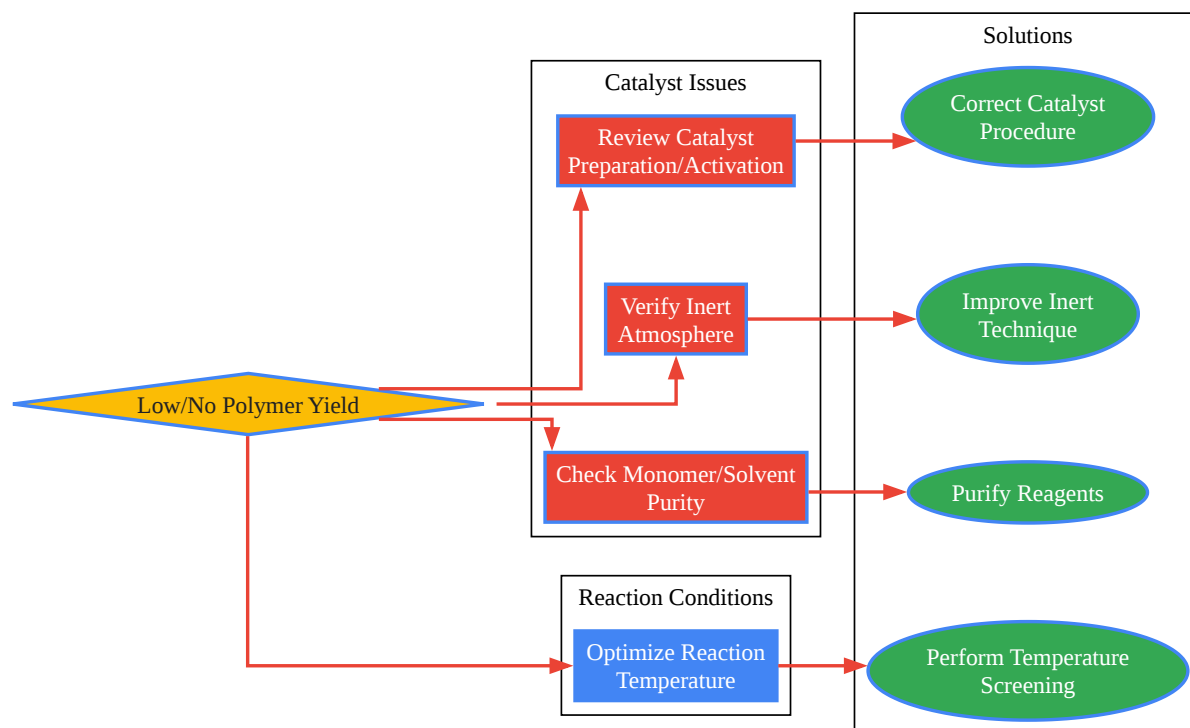 Solutions
Catalyst Issues
Correct Catalyst
Procedure
Review Catalyst
Preparation/Activation
Improve Inert
Technique
Verify Inert
Atmosphere
Low/No Polymer Yield
Check Monomer/Solvent
Purity
Purify Reagents
Reaction Conditions
Optimize Reaction
Temperature
Perform Temperature
Screening